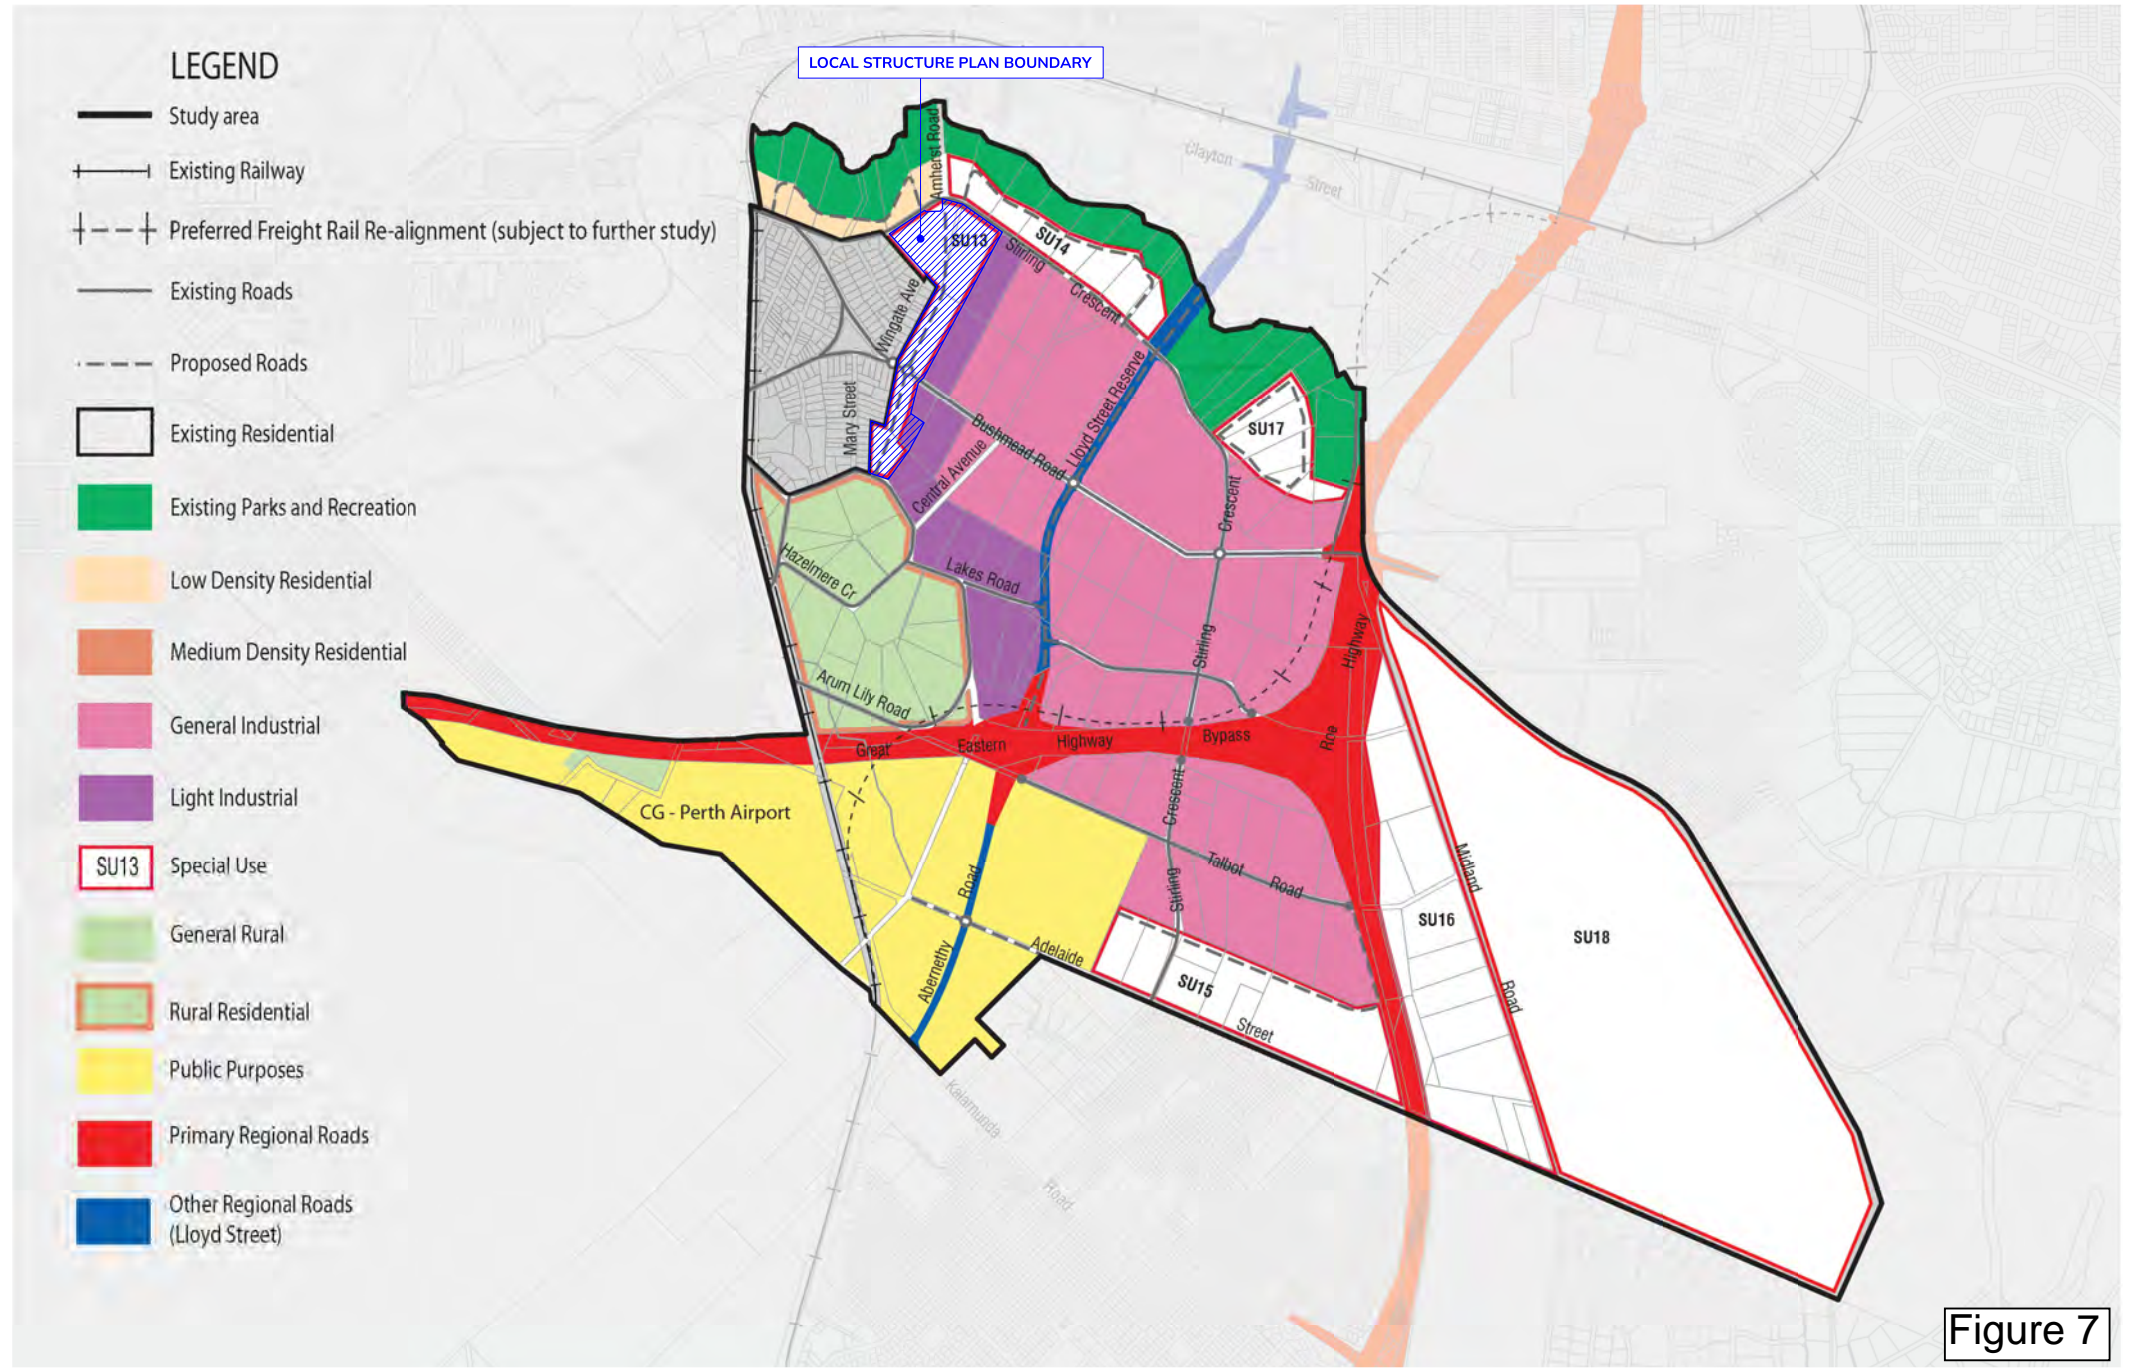 LEGEND
Study area
Existing Railway
Preferred Freight Rail Re-alignment (subject to further study)
Existing Roads
Proposed Roads
Existing Residential
Existing Parks and Recreation
Low Density Residential
Medium Density Residential
General Industrial
Light Industrial
SU13 Special Use
General Rural
Rural Residential
Public Purposes
Primary Regional Roads
Other Regional Roads
(Lloyd Street)
LOCAL STRUCTURE PLAN BOUNDARY
Amherst Road
Clayton Street
SU13
SU14
Stirling Crescent
Wingate Ave
Mary Street
Lloyd Street Reserve
SU17
Bushmead Road
Central Avenue
Stirling Crescent
Hazelmere Cr
Lakes Road
Arum Lily Road
Great Eastern Highway Bypass
Roe Highway
CG - Perth Airport
Stirling Crescent
Talbot Road
Midland Road
SU16
SU18
Abernethy Road
Adelaide Street
SU15
Kalamunda Road
Figure 7